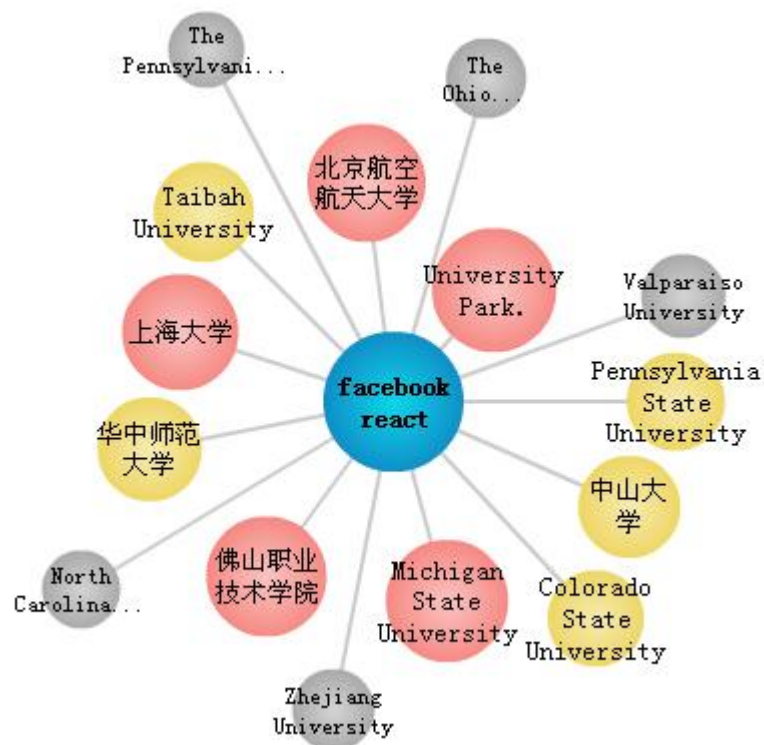 The
Pennsylvani...
The
Ohio...
北京航空
航天大学
Taibah
University
University
Park.
Valparaiso
University
上海大学
facebook
react
Pennsylvania
State
University
华中师范
大学
中山大
学
佛山职业
技术学院
Michigan
State
University
Colorado
State
University
North
Carolina...
Zhejiang
University